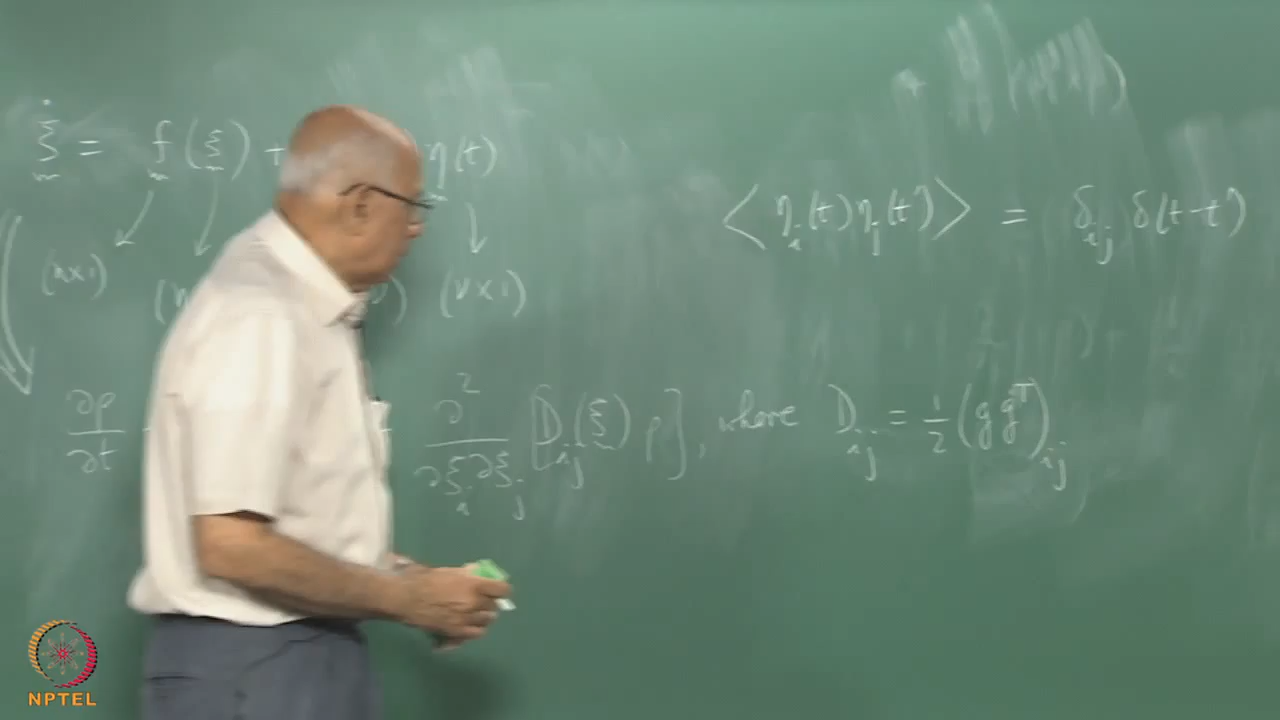 ξ̇ = f(ξ) + η(t)
⟨ηᵢ(t)ηⱼ(t')⟩ = δᵢⱼ δ(t-t')
(n×1) (ν×1)
∂ρ/∂t ∂²/∂ξᵢ∂ξⱼ [Dᵢⱼ(ξ) ρ], where Dᵢⱼ = 1/2 (g gᵀ)ᵢⱼ
NPTEL